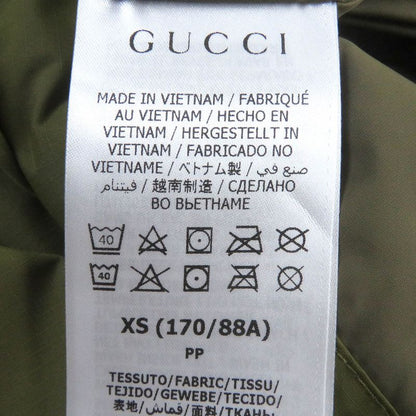 GUCCI
MADE IN VIETNAM / FABRIQUÉ
AU VIETNAM / HECHO EN
VIETNAM / HERGESTELLT IN
VIETNAM / FABRICADO NO
VIETNAME / ベトナム製 / صنع في
فيتنام / 越南制造 / СДЕЛАНО
ВО ВЬЕТНАМЕ
40
40
XS (170/88A)
PP
TESSUTO/FABRIC/TISSU/
TEJIDO/GEWEBE/TECIDO/
表地/قماش/面料/ТКАНЬ